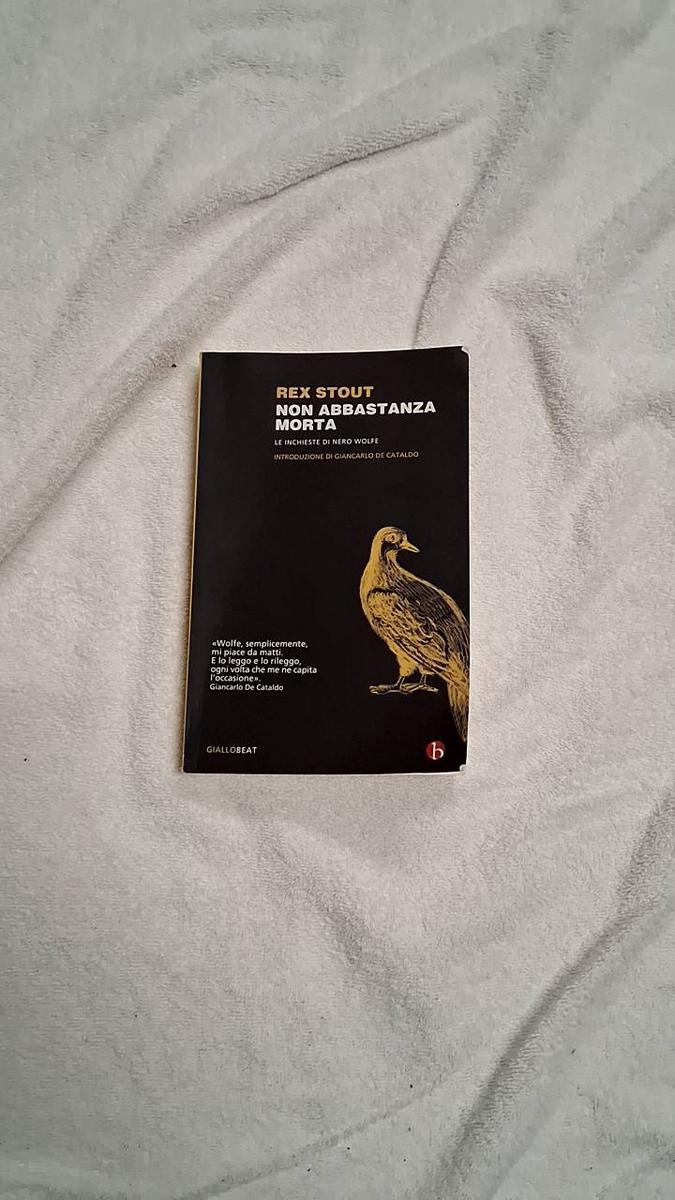 REX STOUT
NON ABBASTANZA
MORTA
LE INCHIESTE DI NERO WOLFE
INTRODUZIONE DI GIANCARLO DE CATALDO
«Wolfe, semplicemente,
mi piace da matti.
E lo leggo e lo rileggo,
ogni volta che me ne capita
l'occasione».
Giancarlo De Cataldo
GIALLOBEAT
b